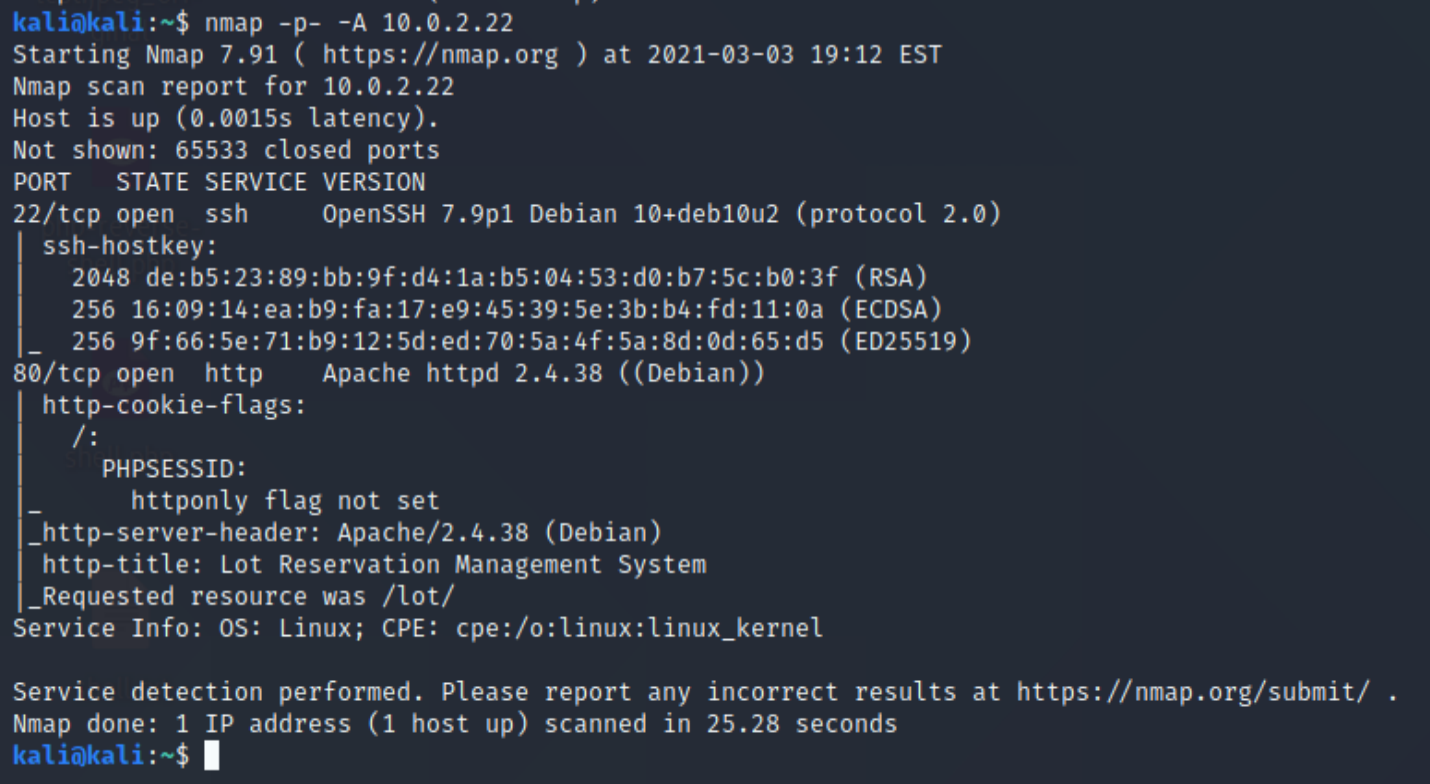 kali@kali:~$ nmap -p- -A 10.0.2.22
Starting Nmap 7.91 ( https://nmap.org ) at 2021-03-03 19:12 EST
Nmap scan report for 10.0.2.22
Host is up (0.0015s latency).
Not shown: 65533 closed ports
PORT   STATE SERVICE VERSION
22/tcp open  ssh     OpenSSH 7.9p1 Debian 10+deb10u2 (protocol 2.0)
| ssh-hostkey:
|   2048 de:b5:23:89:bb:9f:d4:1a:b5:04:53:d0:b7:5c:b0:3f (RSA)
|   256 16:09:14:ea:b9:fa:17:e9:45:39:5e:3b:b4:fd:11:0a (ECDSA)
|_  256 9f:66:5e:71:b9:12:5d:ed:70:5a:4f:5a:8d:0d:65:d5 (ED25519)
80/tcp open  http    Apache httpd 2.4.38 ((Debian))
| http-cookie-flags:
|   /:
|     PHPSESSID:
|_      httponly flag not set
|_http-server-header: Apache/2.4.38 (Debian)
| http-title: Lot Reservation Management System
|_Requested resource was /lot/
Service Info: OS: Linux; CPE: cpe:/o:linux:linux_kernel

Service detection performed. Please report any incorrect results at https://nmap.org/submit/ .
Nmap done: 1 IP address (1 host up) scanned in 25.28 seconds
kali@kali:~$